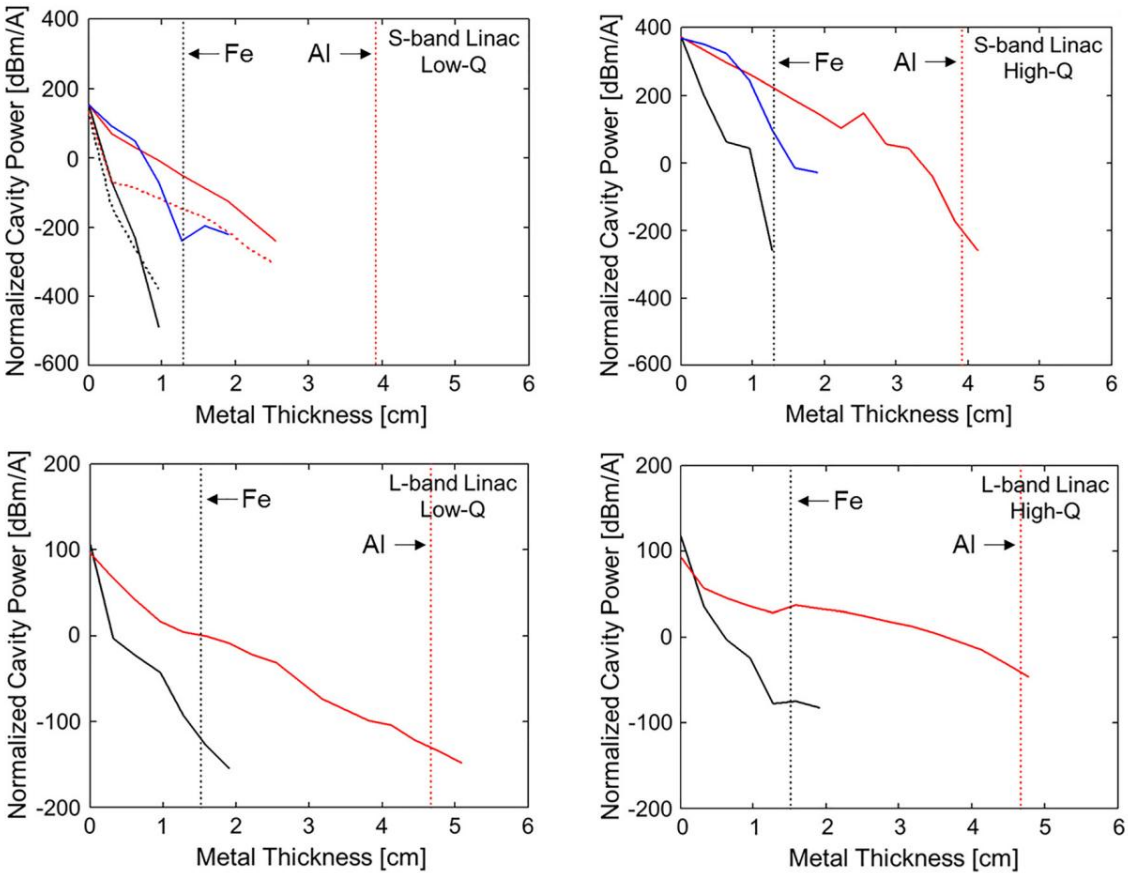 Normalized Cavity Power [dBm/A]
400
200
0
-200
-400
-600
Fe
Al
S-band Linac
Low-Q
0 1 2 3 4 5 6
Metal Thickness [cm]
Normalized Cavity Power [dBm/A]
400
200
0
-200
-400
-600
Fe
Al
S-band Linac
High-Q
0 1 2 3 4 5 6
Metal Thickness [cm]
Normalized Cavity Power [dBm/A]
200
100
0
-100
-200
Fe
Al
L-band Linac
Low-Q
0 1 2 3 4 5 6
Metal Thickness [cm]
Normalized Cavity Power [dBm/A]
200
100
0
-100
-200
Fe
Al
L-band Linac
High-Q
0 1 2 3 4 5 6
Metal Thickness [cm]